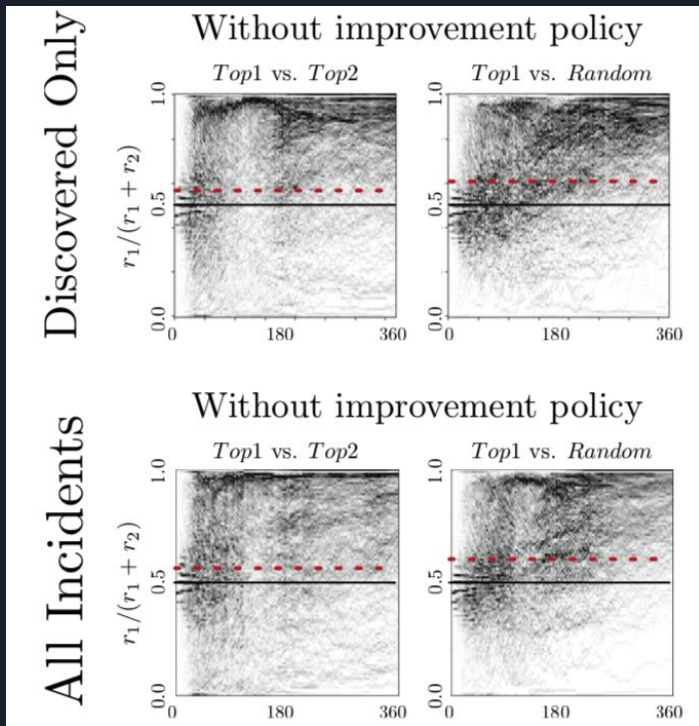 Discovered Only
Without improvement policy
Top1 vs. Top2
Top1 vs. Random
r₁/(r₁ + r₂)
1.0
0.5
0.0
0
180
360
1.0
0.5
0.0
0
180
360
All Incidents
Without improvement policy
Top1 vs. Top2
Top1 vs. Random
r₁/(r₁ + r₂)
1.0
0.5
0.0
0
180
360
1.0
0.5
0.0
0
180
360